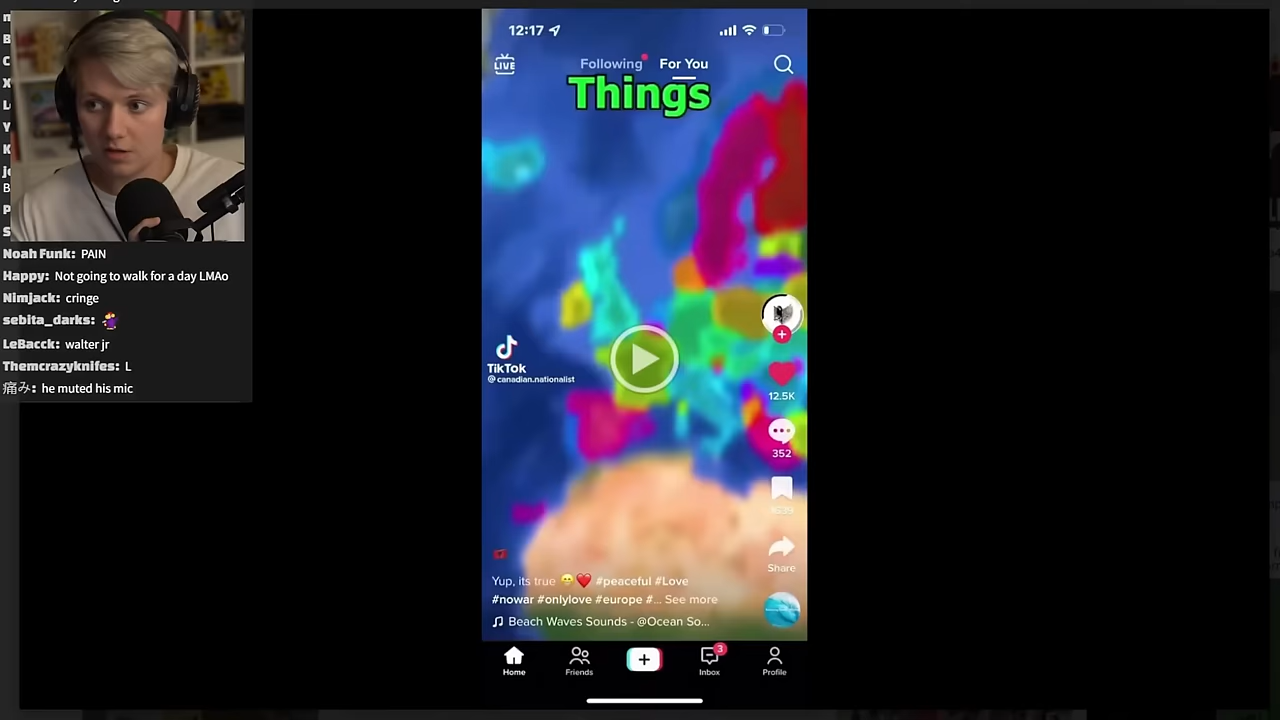 Noah Funk: PAIN
Happy: Not going to walk for a day LMAo
Nimjack: cringe
sebita_darks:
LeBacck: walter jr
Themcrazyknifes: L
痛み: he muted his mic
12:17
LIVE
Following For You
Things
TikTok
@canadian.nationalist
12.5K
352
Share
Yup, its true 😁❤️ #peaceful #Love
#nowar #onlylove #europe #... See more
Beach Waves Sounds - @Ocean So...
3
Home Friends Inbox Profile